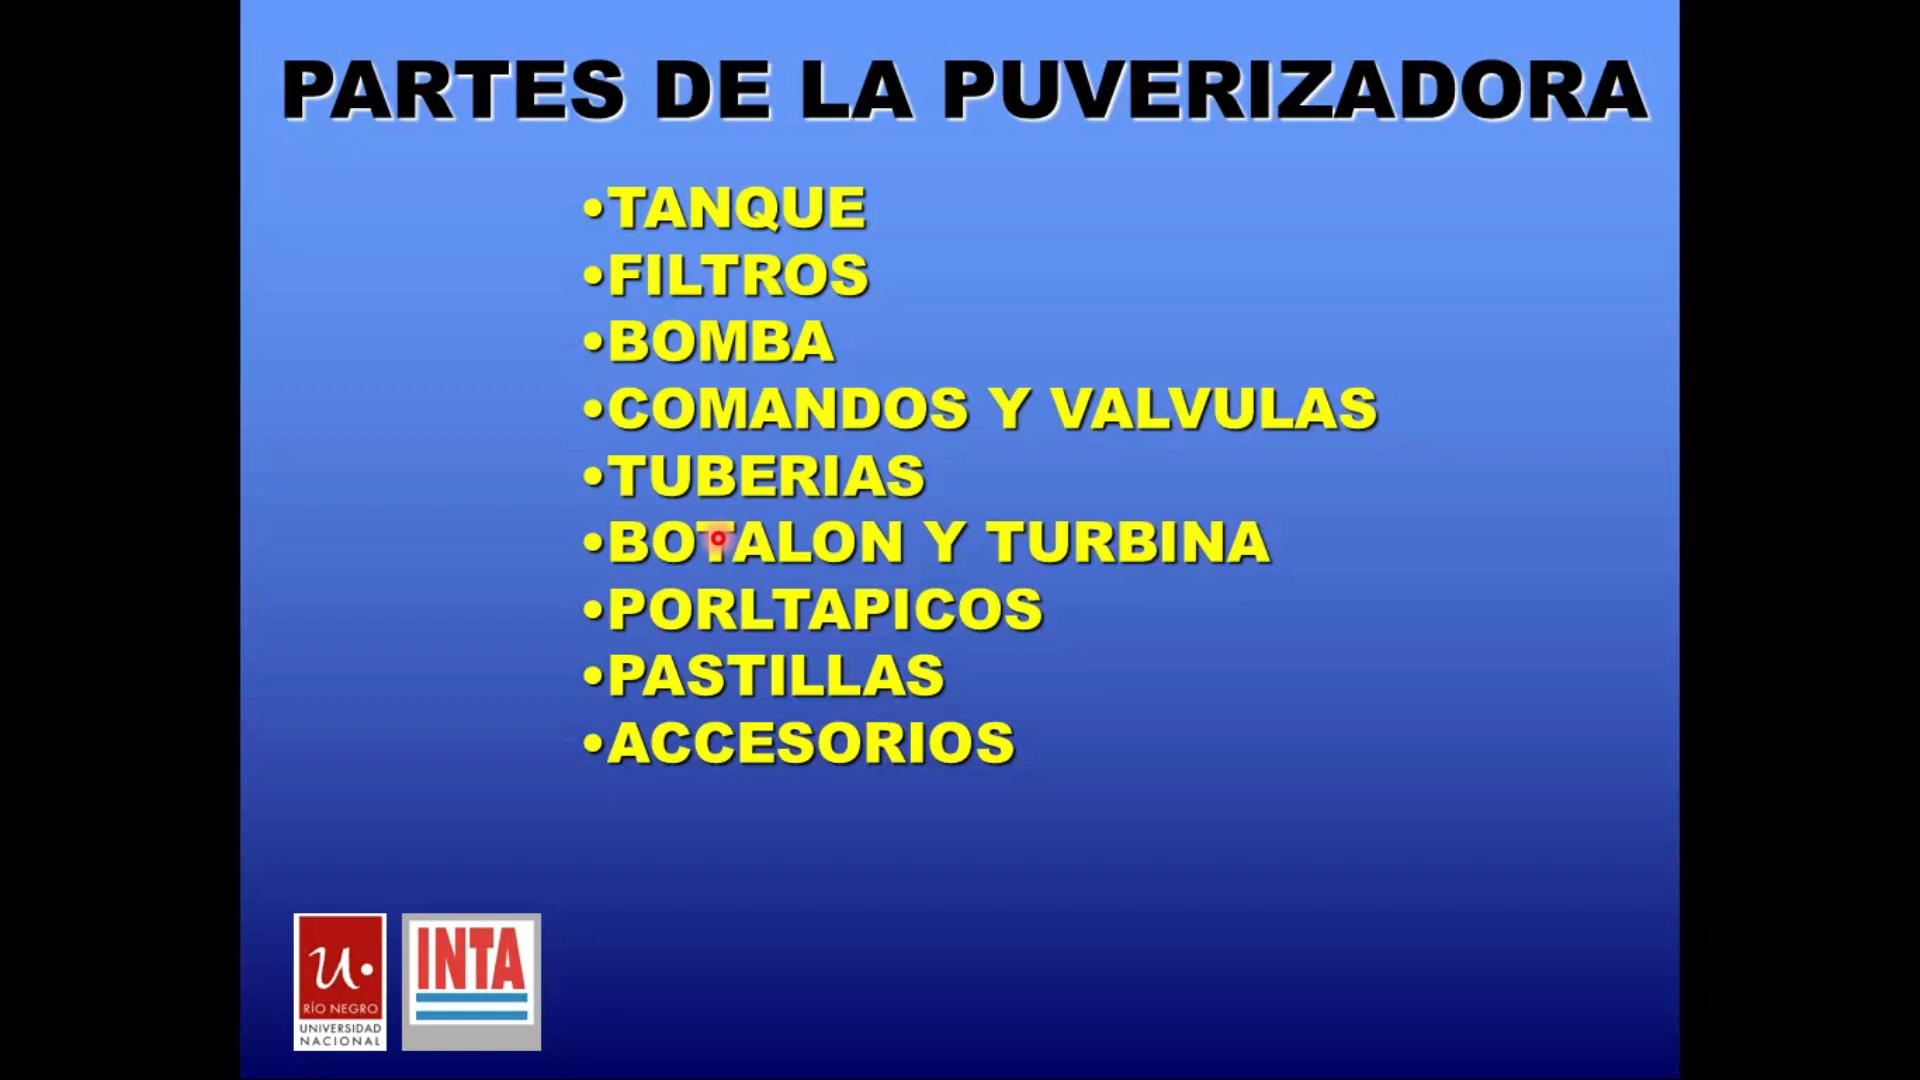 PARTES DE LA PUVERIZADORA
•TANQUE
•FILTROS
•BOMBA
•COMANDOS Y VALVULAS
•TUBERIAS
•BOTALON Y TURBINA
•PORLTAPICOS
•PASTILLAS
•ACCESORIOS
u.
RÍO NEGRO
UNIVERSIDAD
NACIONAL
INTA